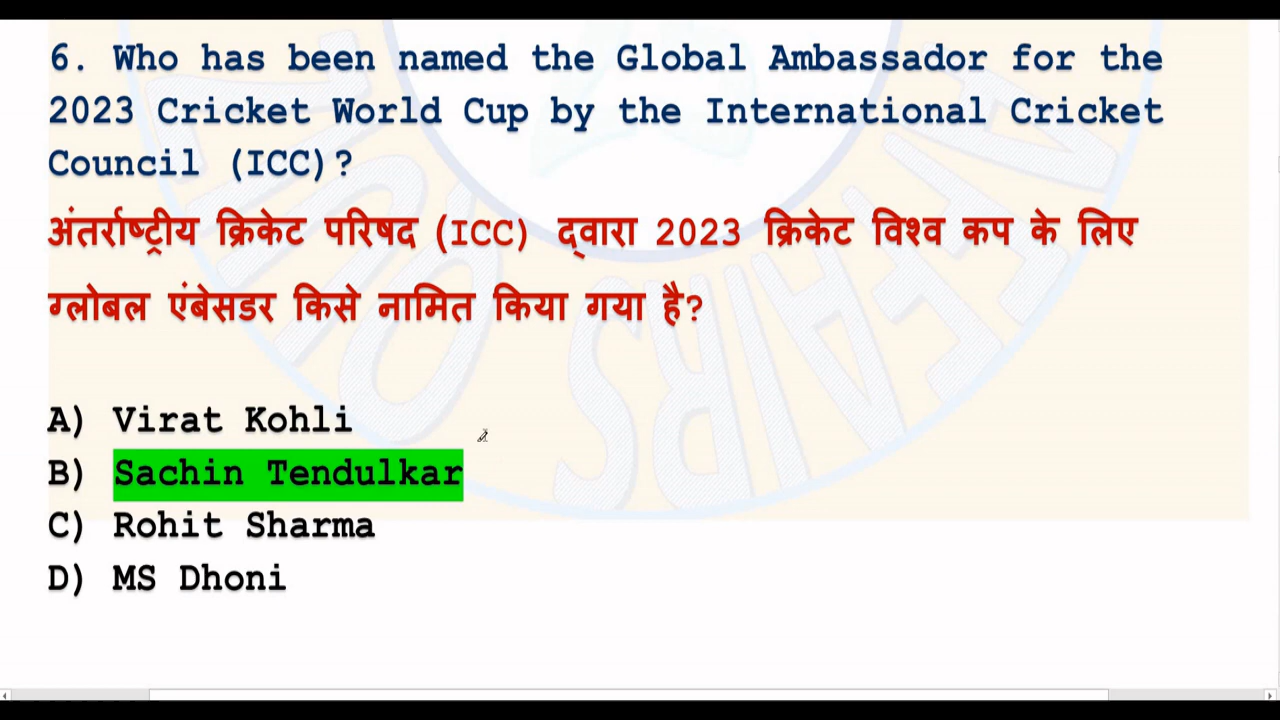 6. Who has been named the Global Ambassador for the
2023 Cricket World Cup by the International Cricket
Council (ICC)?
अंतर्राष्ट्रीय क्रिकेट परिषद (ICC) द्वारा 2023 क्रिकेट विश्व कप के लिए
ग्लोबल एंबेसडर किसे नामित किया गया है?
A) Virat Kohli
B) Sachin Tendulkar
C) Rohit Sharma
D) MS Dhoni